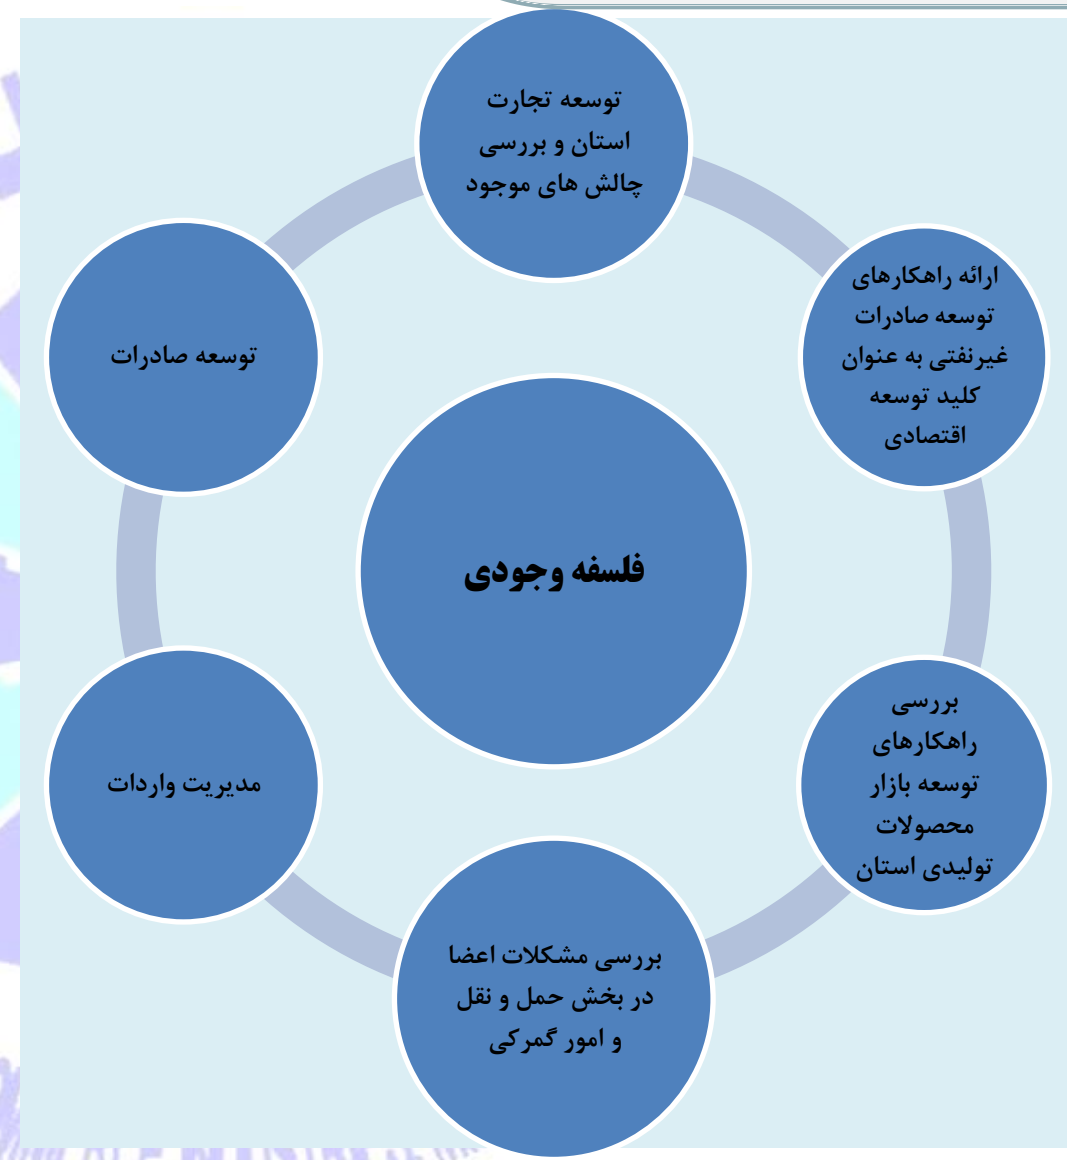 توسعه تجارت
استان و بررسی
چالش های موجود
ارائه راهکارهای
توسعه صادرات
غیرنفتی به عنوان
کلید توسعه
اقتصادی
بررسی
راهکارهای
توسعه بازار
محصولات
تولیدی استان
بررسی مشکلات اعضا
در بخش حمل و نقل
و امور گمرکی
مدیریت واردات
توسعه صادرات
فلسفه وجودی